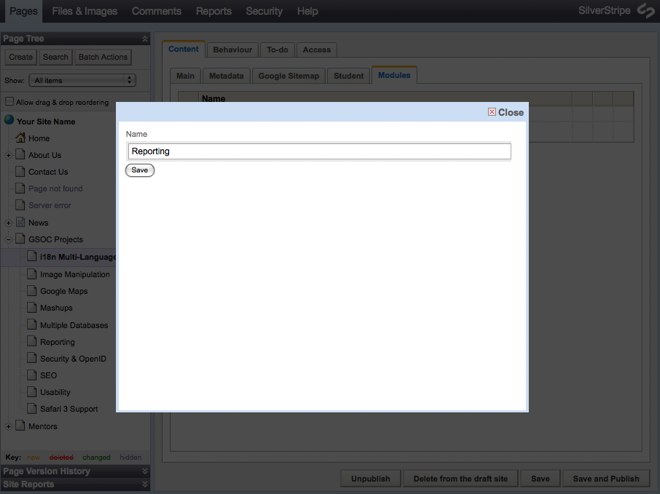 Pages Files & Images Comments Reports Security Help SilverStripe
Page Tree
Create Search Batch Actions
Show: All items
Allow drag & drop reordering
Your Site Name
Home
About Us
Contact Us
Page not found
Server error
News
GSOC Projects
i18n Multi-Language
Image Manipulation
Google Maps
Mashups
Multiple Databases
Reporting
Security & OpenID
SEO
Usability
Safari 3 Support
Mentors
Key: new deleted changed hidden
Page Version History
Site Reports
Content Behaviour To-do Access
Main Metadata Google Sitemap Student Modules
Name
Close
Name
Reporting
Save
Unpublish Delete from the draft site Save Save and Publish